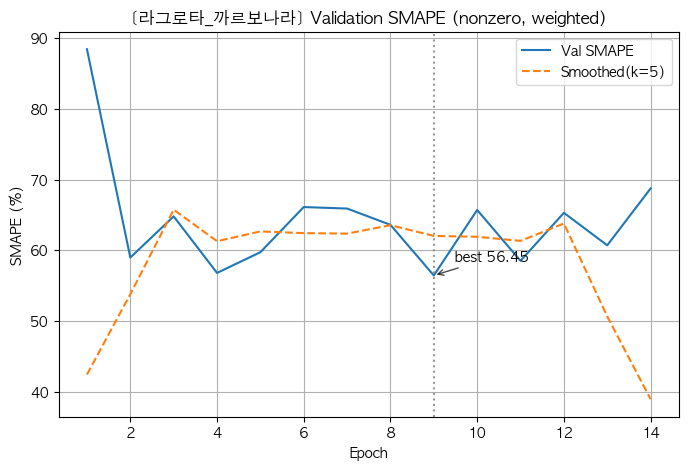 [라그로타_까르보나라] Validation SMAPE (nonzero, weighted)
SMAPE (%)
90
80
70
60
50
40
Val SMAPE
Smoothed(k=5)
best 56.45
2 4 6 8 10 12 14
Epoch